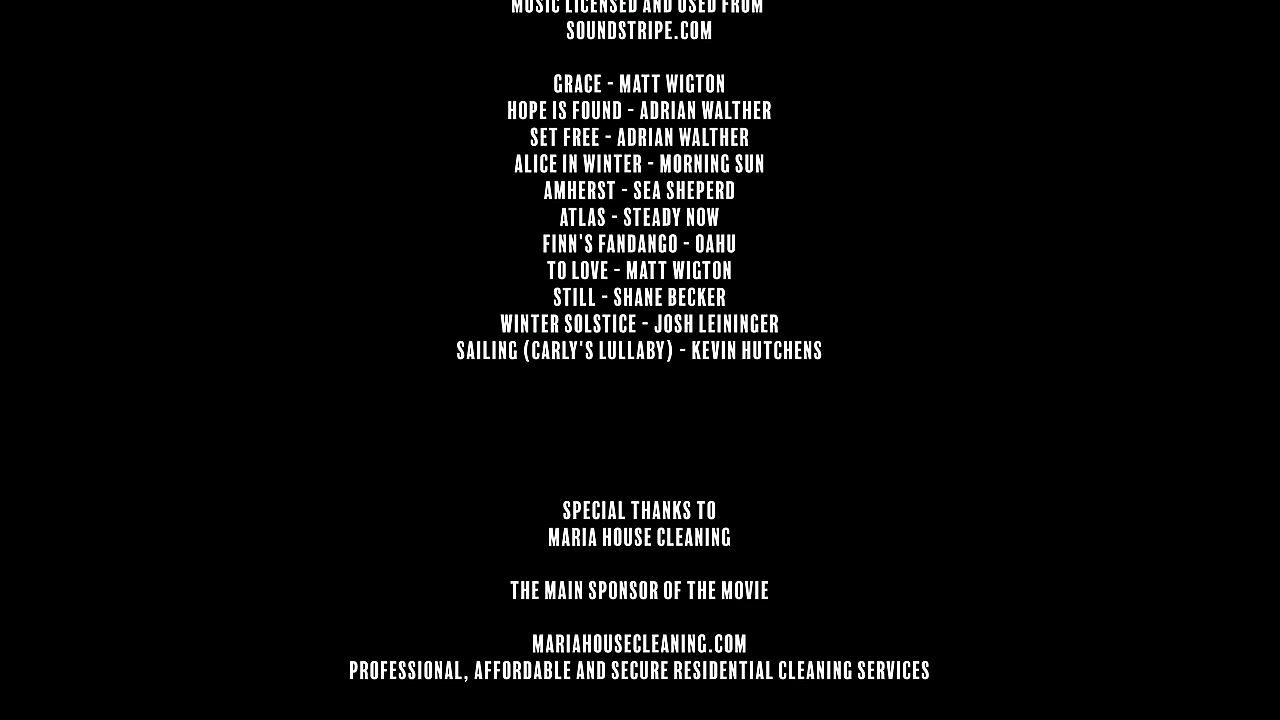 MUSIC LICENSED AND USED FROM
SOUNDSTRIPE.COM
GRACE - MATT WIGTON
HOPE IS FOUND - ADRIAN WALTHER
SET FREE - ADRIAN WALTHER
ALICE IN WINTER - MORNING SUN
AMHERST - SEA SHEPERD
ATLAS - STEADY NOW
FINN'S FANDANGO - OAHU
TO LOVE - MATT WIGTON
STILL - SHANE BECKER
WINTER SOLSTICE - JOSH LEININGER
SAILING (CARLY'S LULLABY) - KEVIN HUTCHENS
SPECIAL THANKS TO
MARIA HOUSE CLEANING
THE MAIN SPONSOR OF THE MOVIE
MARIAHOUSECLEANING.COM
PROFESSIONAL, AFFORDABLE AND SECURE RESIDENTIAL CLEANING SERVICES